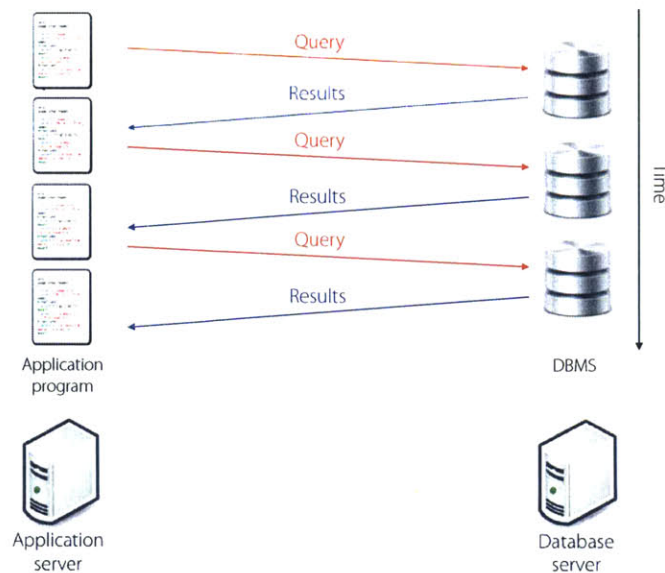 Query
Results
Query
Results
Query
Results
Time
Application
program
DBMS
Application
server
Database
server